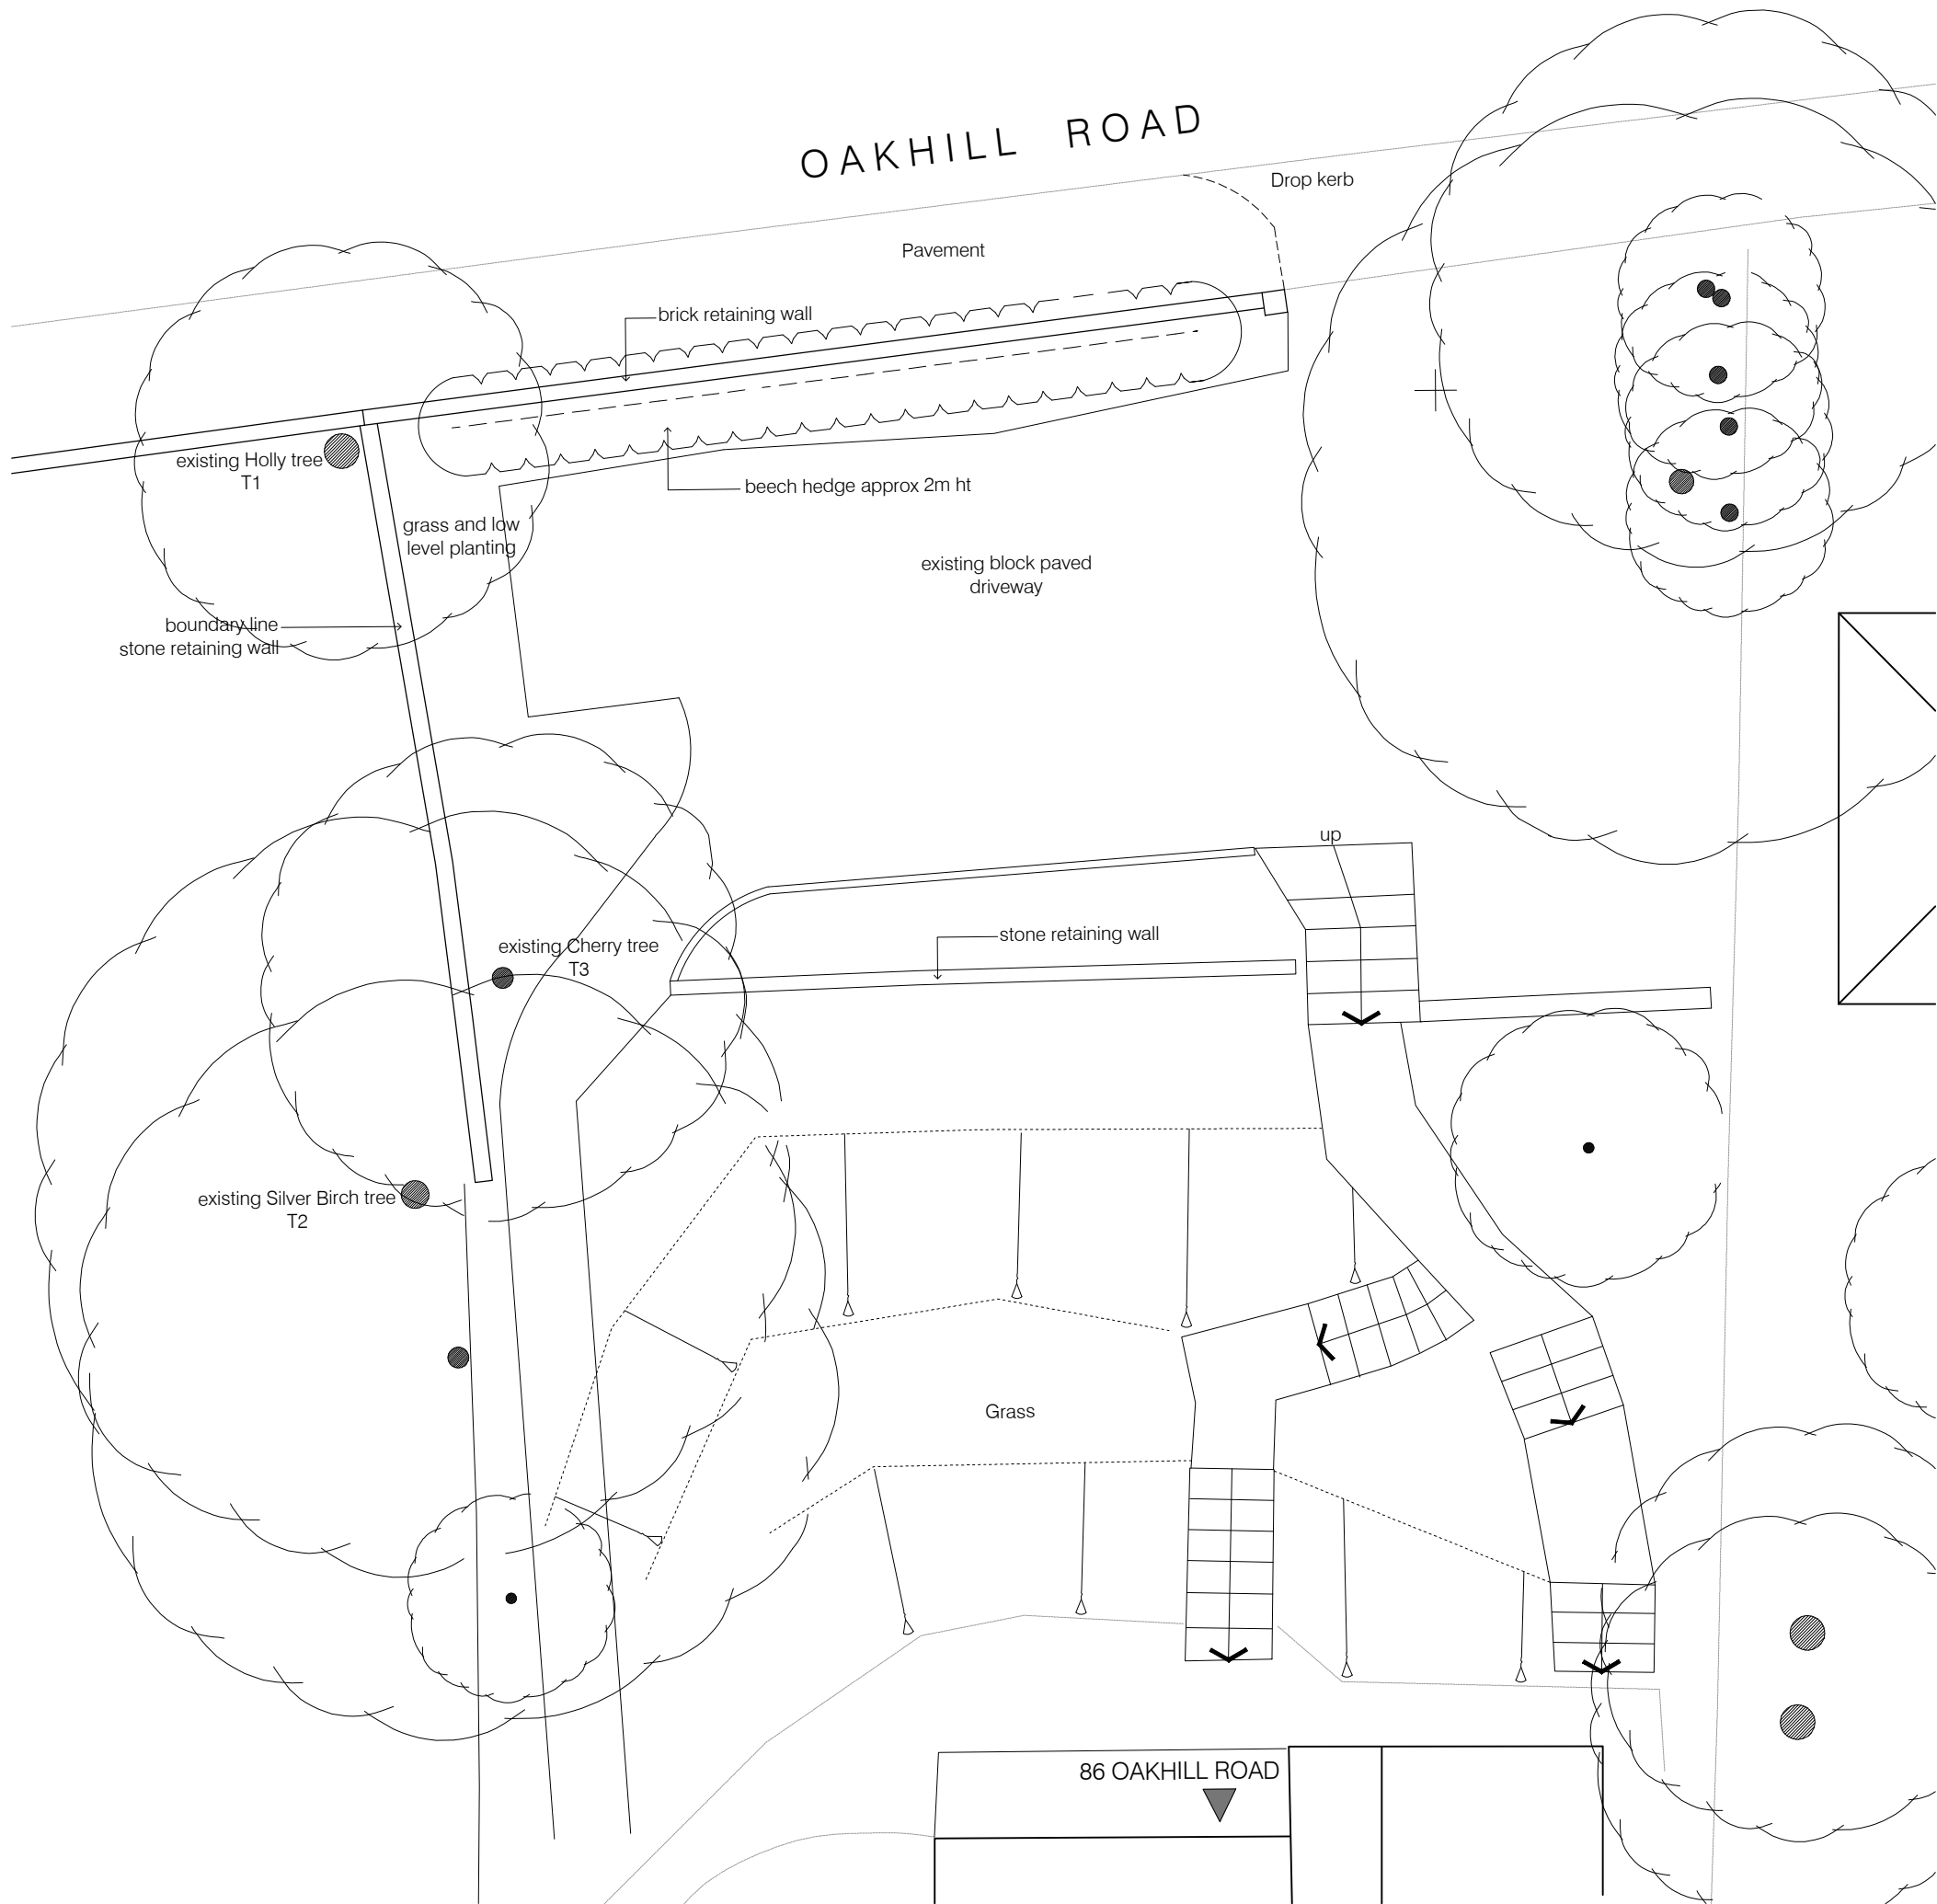 OAKHILL ROAD
Drop kerb
Pavement
brick retaining wall
existing Holly tree
T1
beech hedge approx 2m ht
grass and low
level planting
existing block paved
driveway
boundary line
stone retaining wall
up
stone retaining wall
existing Cherry tree
T3
existing Silver Birch tree
T2
Grass
86 OAKHILL ROAD